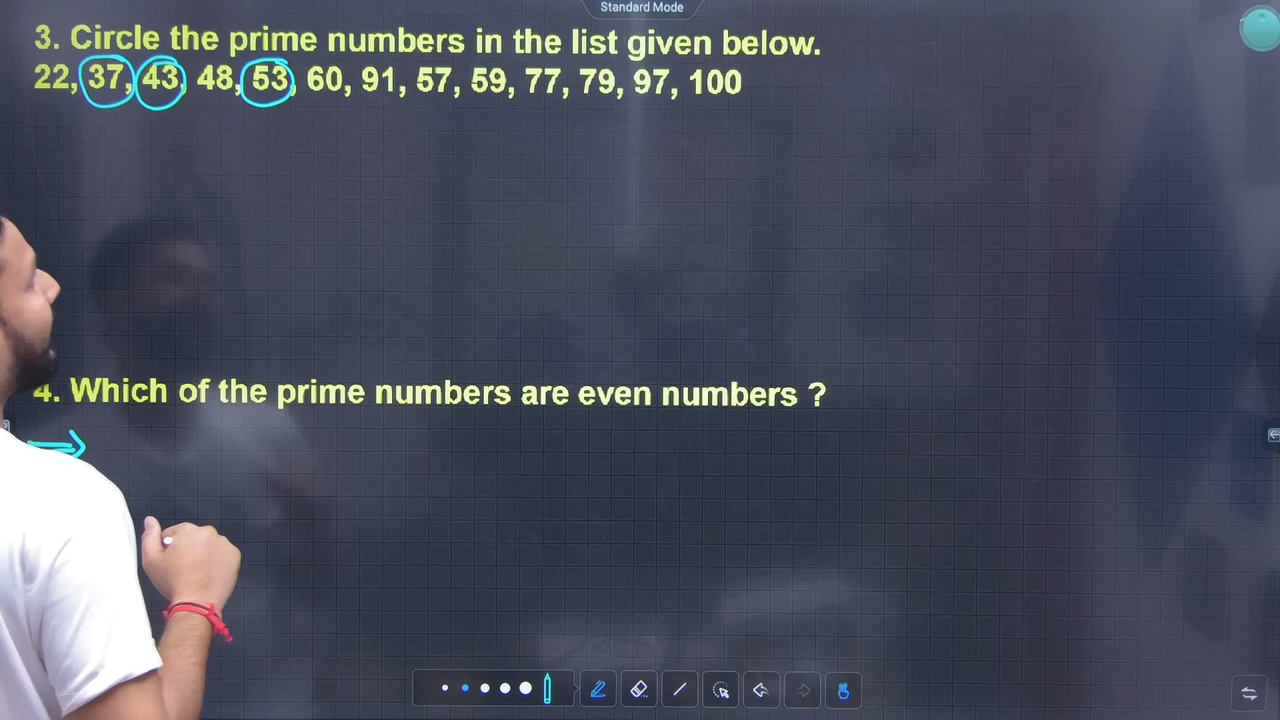 Standard Mode
3. Circle the prime numbers in the list given below.
22, 37, 43, 48, 53, 60, 91, 57, 59, 77, 79, 97, 100
4. Which of the prime numbers are even numbers ?